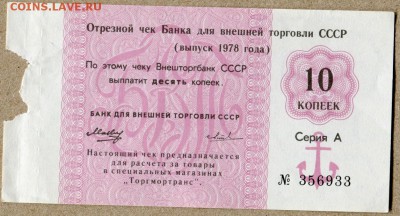 COINS.LAVE.RU
Отрезной чек Банка для внешней торговли СССР
(выпуск 1978 года)
По этому чеку Внешторгбанк СССР
выплатит десять копеек.
10
КОПЕЕК
БАНК ДЛЯ ВНЕШНЕЙ ТОРГОВЛИ СССР
Серия А
Настоящий чек предназначается
для расчета за товары
в специальных магазинах
"Торгмортранс".
№ 356933